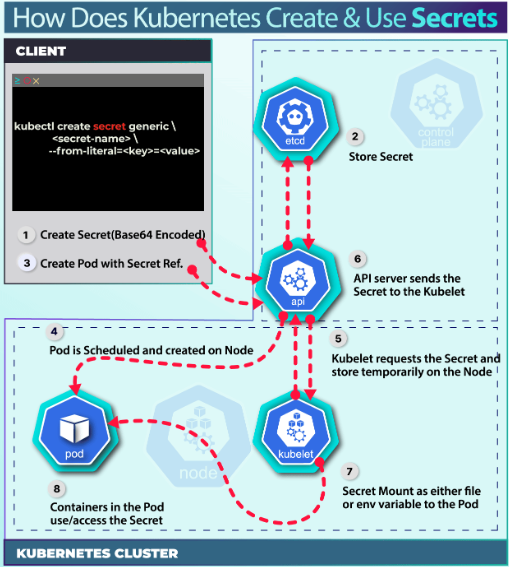 How Does Kubernetes Create & Use Secrets
CLIENT
kubectl create secret generic \
<secret-name> \
--from-literal=<key>=<value>
1 Create Secret(Base64 Encoded)
3 Create Pod with Secret Ref.
etcd
control
plane
2
Store Secret
api
6
API server sends the
Secret to the Kubelet
4
Pod is Scheduled and created on Node
5
Kubelet requests the Secret and
store temporarily on the Node
pod
node
kubelet
7
Secret Mount as either file
or env variable to the Pod
8
Containers in the Pod
use/access the Secret
KUBERNETES CLUSTER